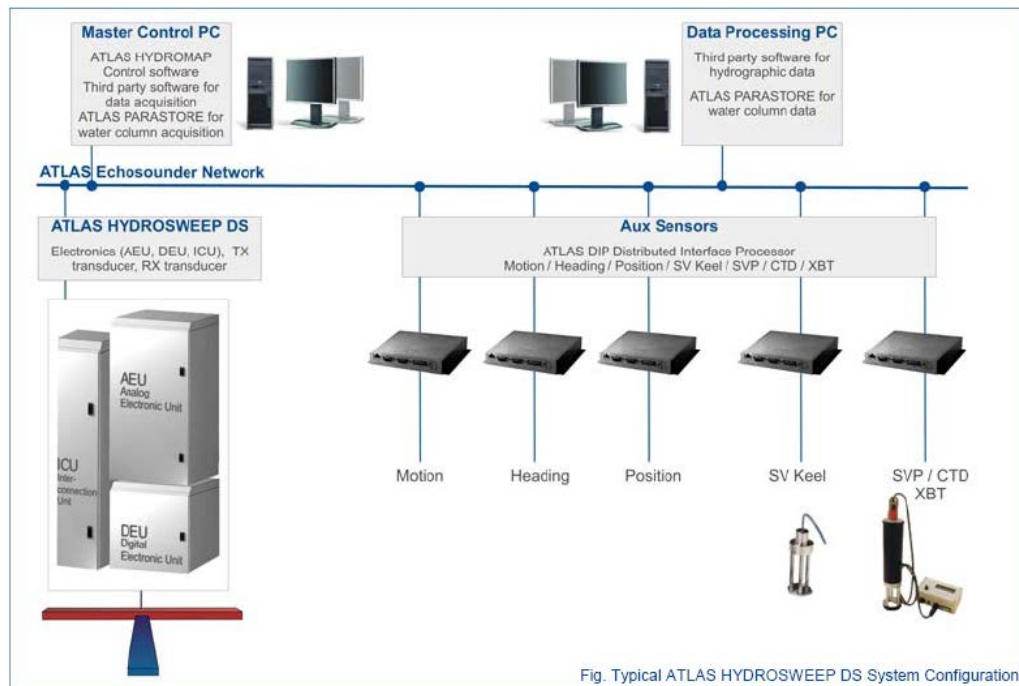 Master Control PC
ATLAS HYDROMAP
Control software
Third party software for
data acquisition
ATLAS PARASTORE for
water column acquisition
Data Processing PC
Third party software for
hydrographic data
ATLAS PARASTORE for
water column data
ATLAS Echosounder Network
ATLAS HYDROSWEEP DS
Electronics (AEU, DEU, ICU), TX
transducer, RX transducer
Aux Sensors
ATLAS DIP Distributed Interface Processor
Motion / Heading / Position / SV Keel / SVP / CTD / XBT
AEU
Analog
Electronic Unit
ICU
Inter-
connection
Unit
DEU
Digital
Electronic Unit
Motion
Heading
Position
SV Keel
SVP / CTD
XBT
Fig. Typical ATLAS HYDROSWEEP DS System Configuration